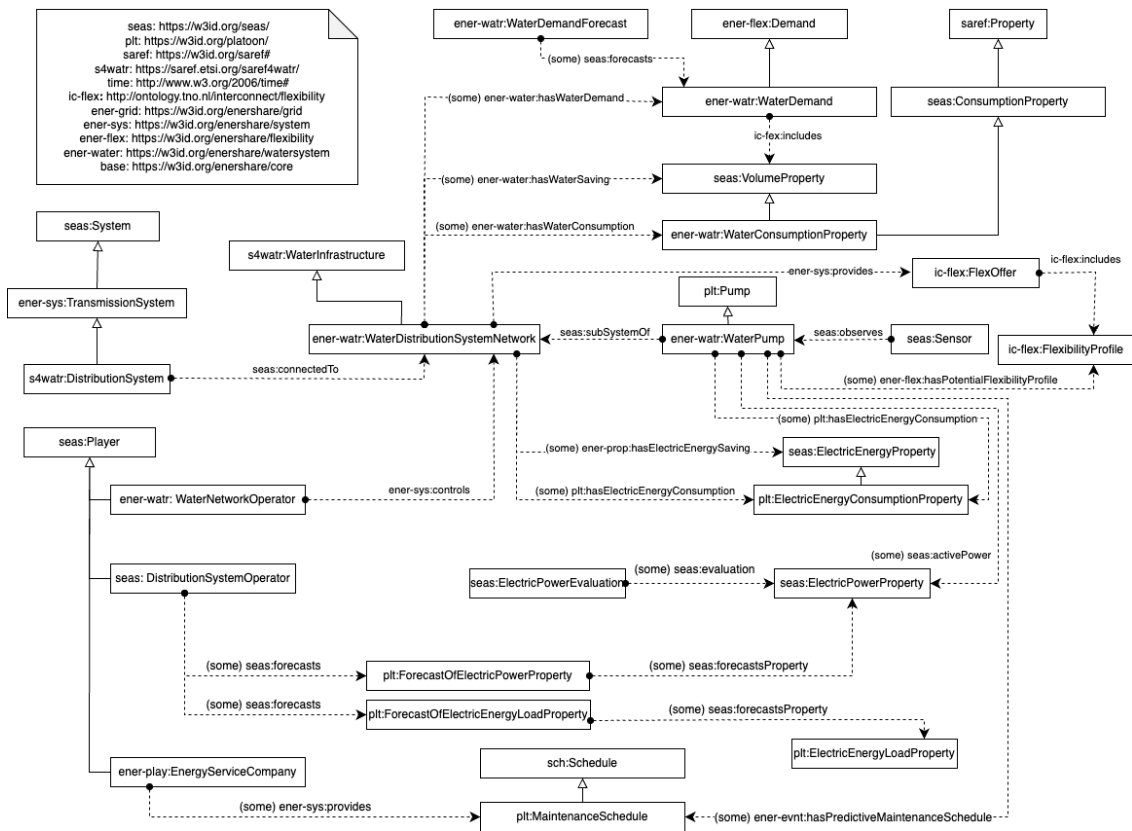 seas: https://w3id.org/seas/
plt: https://w3id.org/platoon/
saref: https://w3id.org/saref#
s4watr: https://saref.etsi.org/saref4watr/
time: http://www.w3.org/2006/time#
ic-flex: http://ontology.tno.nl/interconnect/flexibility
ener-grid: https://w3id.org/enershare/grid
ener-sys: https://w3id.org/enershare/system
ener-flex: https://w3id.org/enershare/flexibility
ener-water: https://w3id.org/enershare/watersystem
base: https://w3id.org/enershare/core
ener-watr:WaterDemandForecast
ener-flex:Demand
saref:Property
(some) seas:forecasts
(some) ener-water:hasWaterDemand
ener-watr:WaterDemand
seas:ConsumptionProperty
ic-fex:includes
(some) ener-water:hasWaterSaving
seas:VolumeProperty
(some) ener-water:hasWaterConsumption
ener-watr:WaterConsumptionProperty
seas:System
s4watr:WaterInfrastructure
ener-sys:provides
ic-flex:FlexOffer
ic-flex:includes
ener-sys:TransmissionSystem
plt:Pump
ener-watr:WaterDistributionSystemNetwork
seas:subSystemOf
ener-watr:WaterPump
seas:observes
seas:Sensor
ic-flex:FlexibilityProfile
s4watr:DistributionSystem
seas:connectedTo
(some) ener-flex:hasPotentialFlexibilityProfile
(some) plt:hasElectricEnergyConsumption
seas:Player
(some) ener-prop:hasElectricEnergySaving
seas:ElectricEnergyProperty
ener-watr: WaterNetworkOperator
ener-sys:controls
(some) plt:hasElectricEnergyConsumption
plt:ElectricEnergyConsumptionProperty
(some) seas:activePower
seas: DistributionSystemOperator
seas:ElectricPowerEvaluation
(some) seas:evaluation
seas:ElectricPowerProperty
(some) seas:forecasts
plt:ForecastOfElectricPowerProperty
(some) seas:forecastsProperty
(some) seas:forecasts
plt:ForecastOfElectricEnergyLoadProperty
(some) seas:forecastsProperty
plt:ElectricEnergyLoadProperty
sch:Schedule
ener-play:EnergyServiceCompany
(some) ener-sys:provides
plt:MaintenanceSchedule
(some) ener-evnt:hasPredictiveMaintenanceSchedule